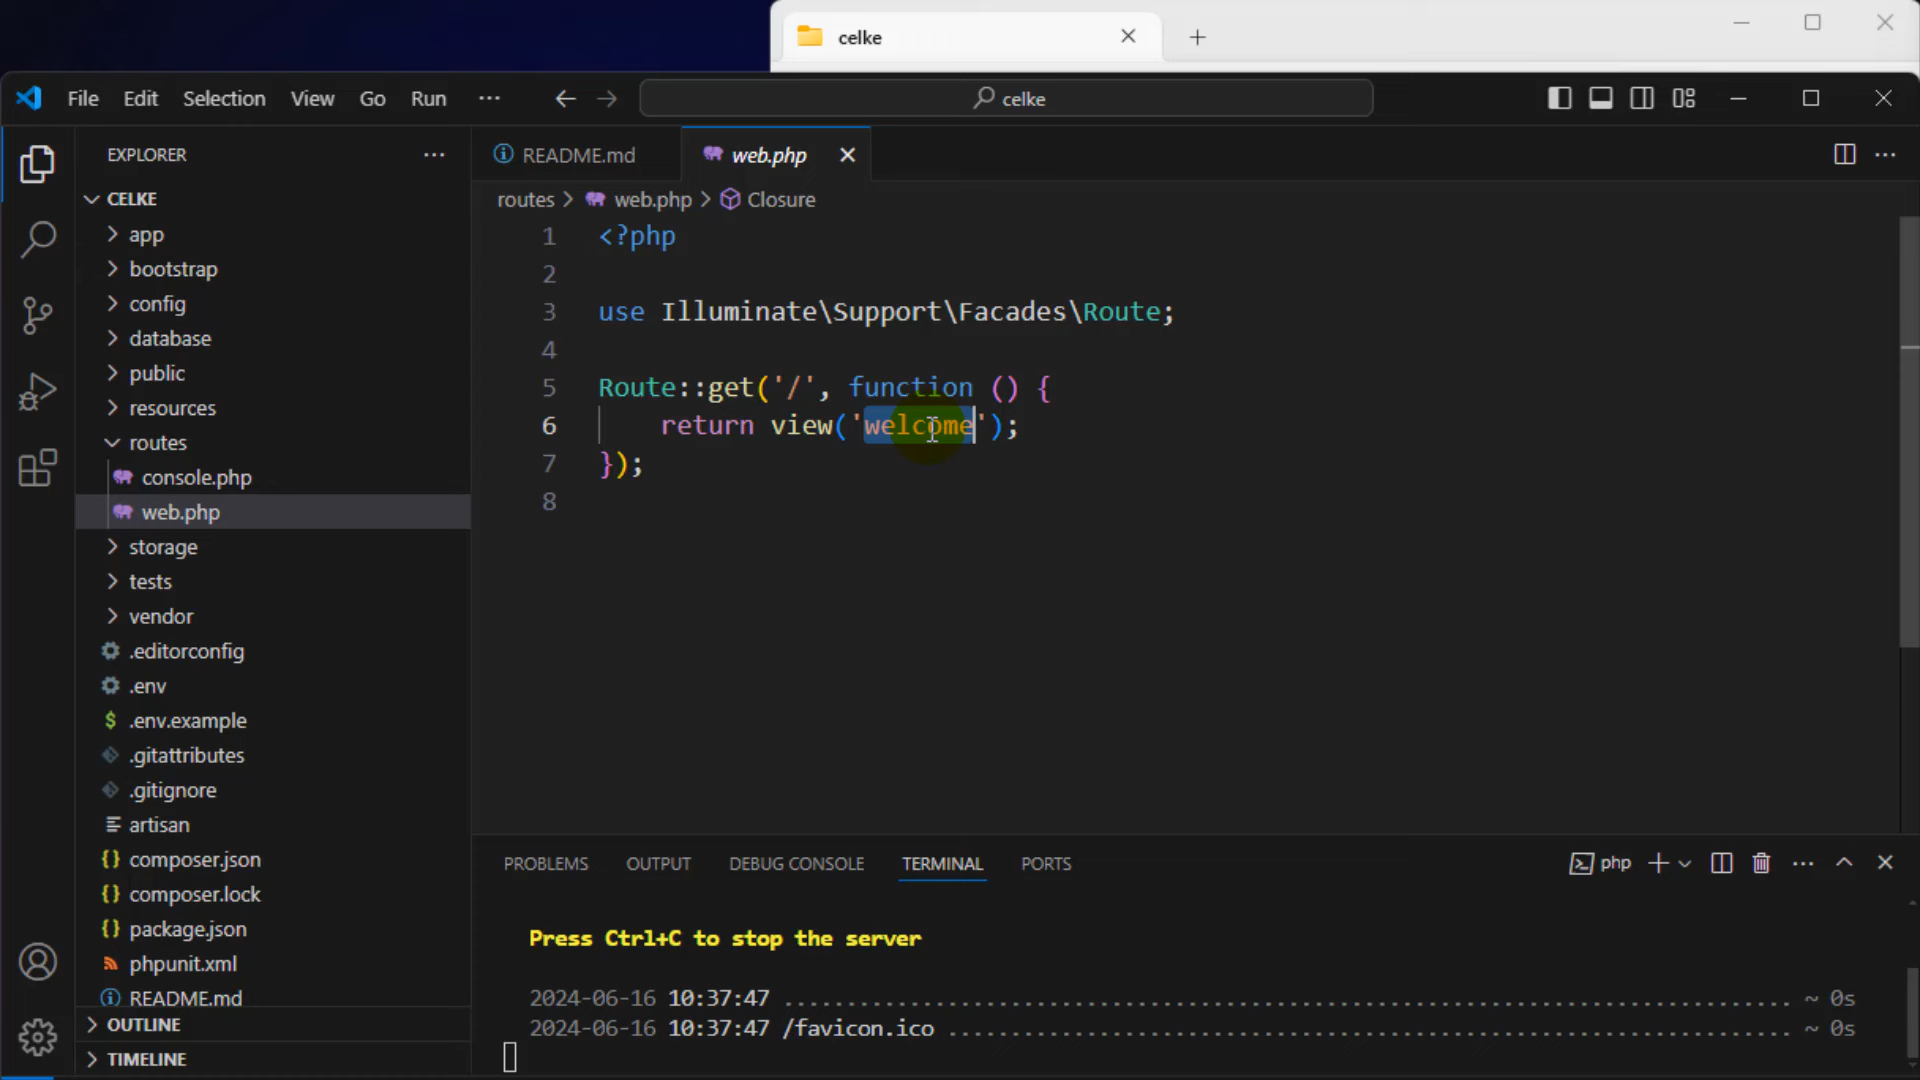 celke
File Edit Selection View Go Run ··· celke
EXPLORER ···
CELKE
app
bootstrap
config
database
public
resources
routes
console.php
web.php
storage
tests
vendor
.editorconfig
.env
.env.example
.gitattributes
.gitignore
artisan
composer.json
composer.lock
package.json
phpunit.xml
README.md
OUTLINE
TIMELINE
README.md web.php
routes > web.php > Closure
1 <?php
2
3 use Illuminate\Support\Facades\Route;
4
5 Route::get('/', function () {
6 return view('welcome');
7 });
8
PROBLEMS OUTPUT DEBUG CONSOLE TERMINAL PORTS php
Press Ctrl+C to stop the server
2024-06-16 10:37:47 ................................................................................ ~ 0s
2024-06-16 10:37:47 /favicon.ico ................................................................... ~ 0s